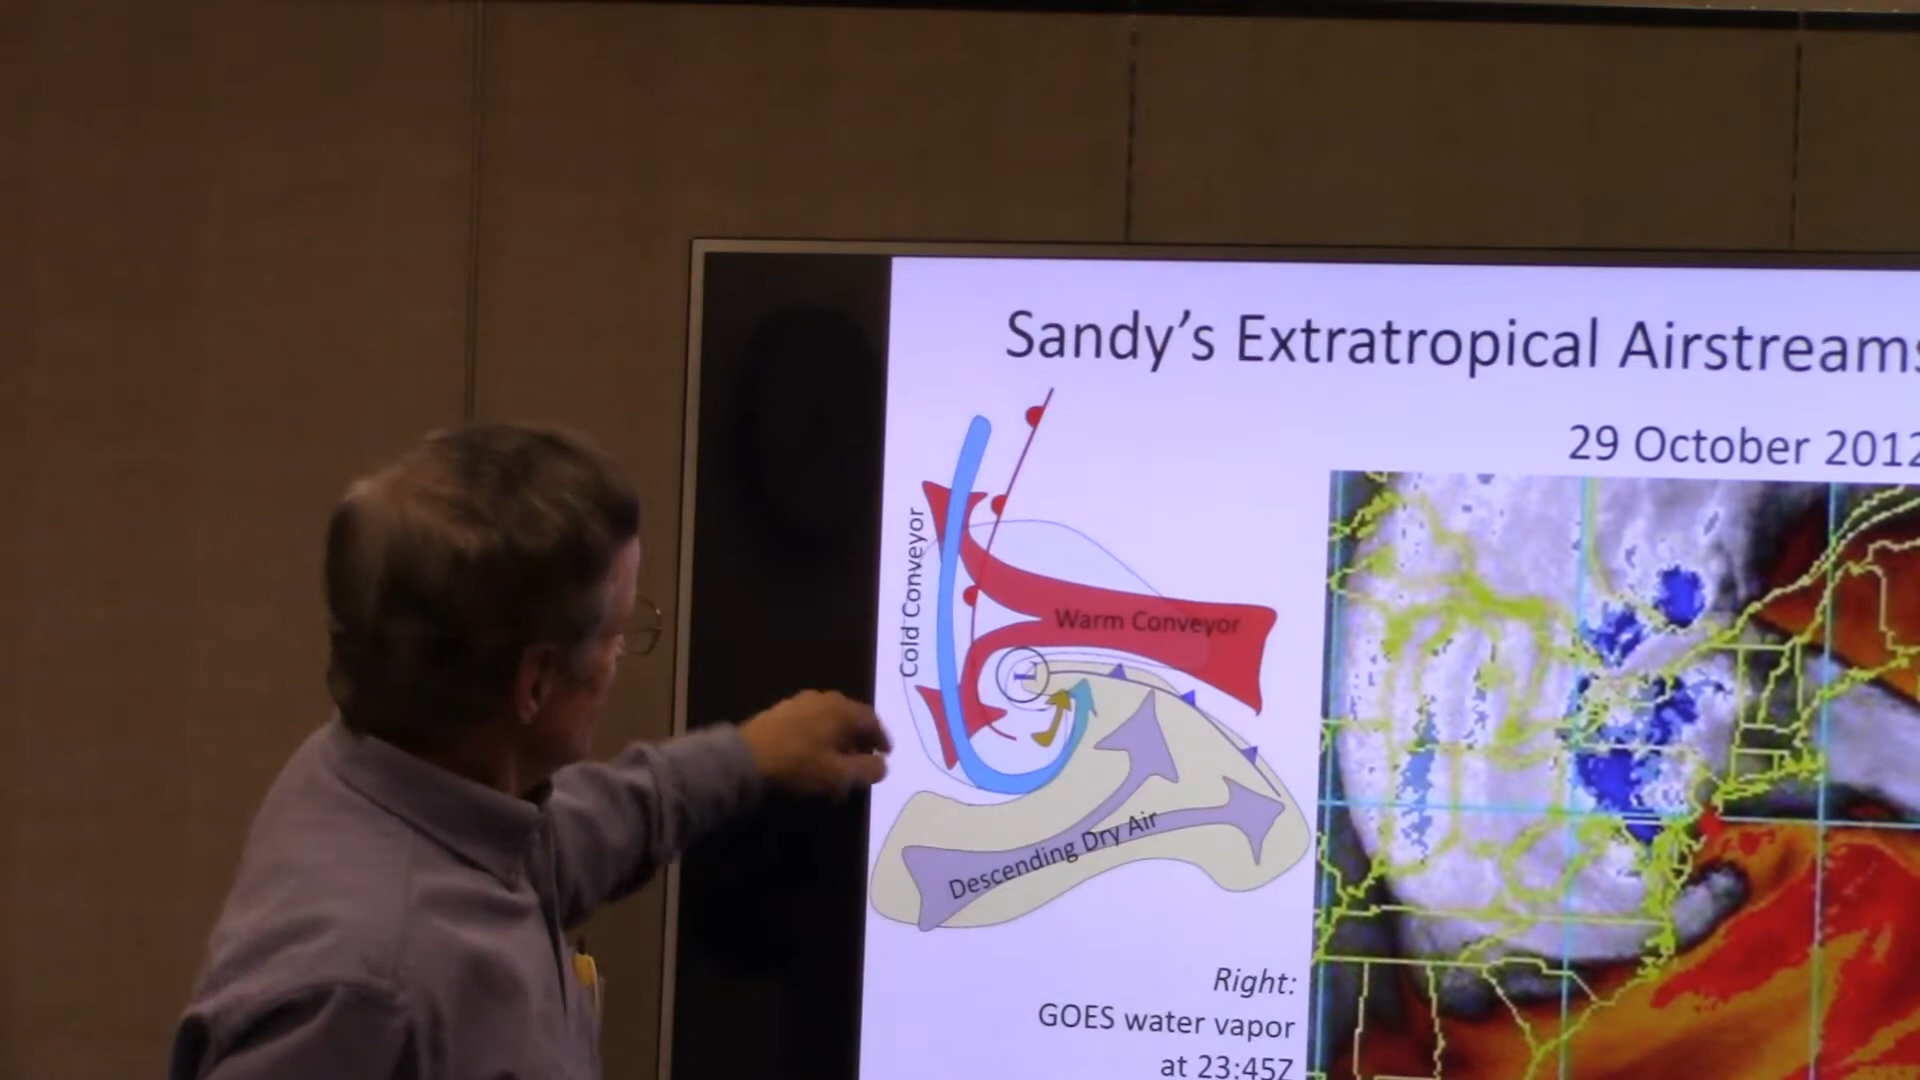 Sandy's Extratropical Airstreams
29 October 2012
Cold Conveyor
Warm Conveyor
L
Descending Dry Air
Right:
GOES water vapor
at 23:45Z